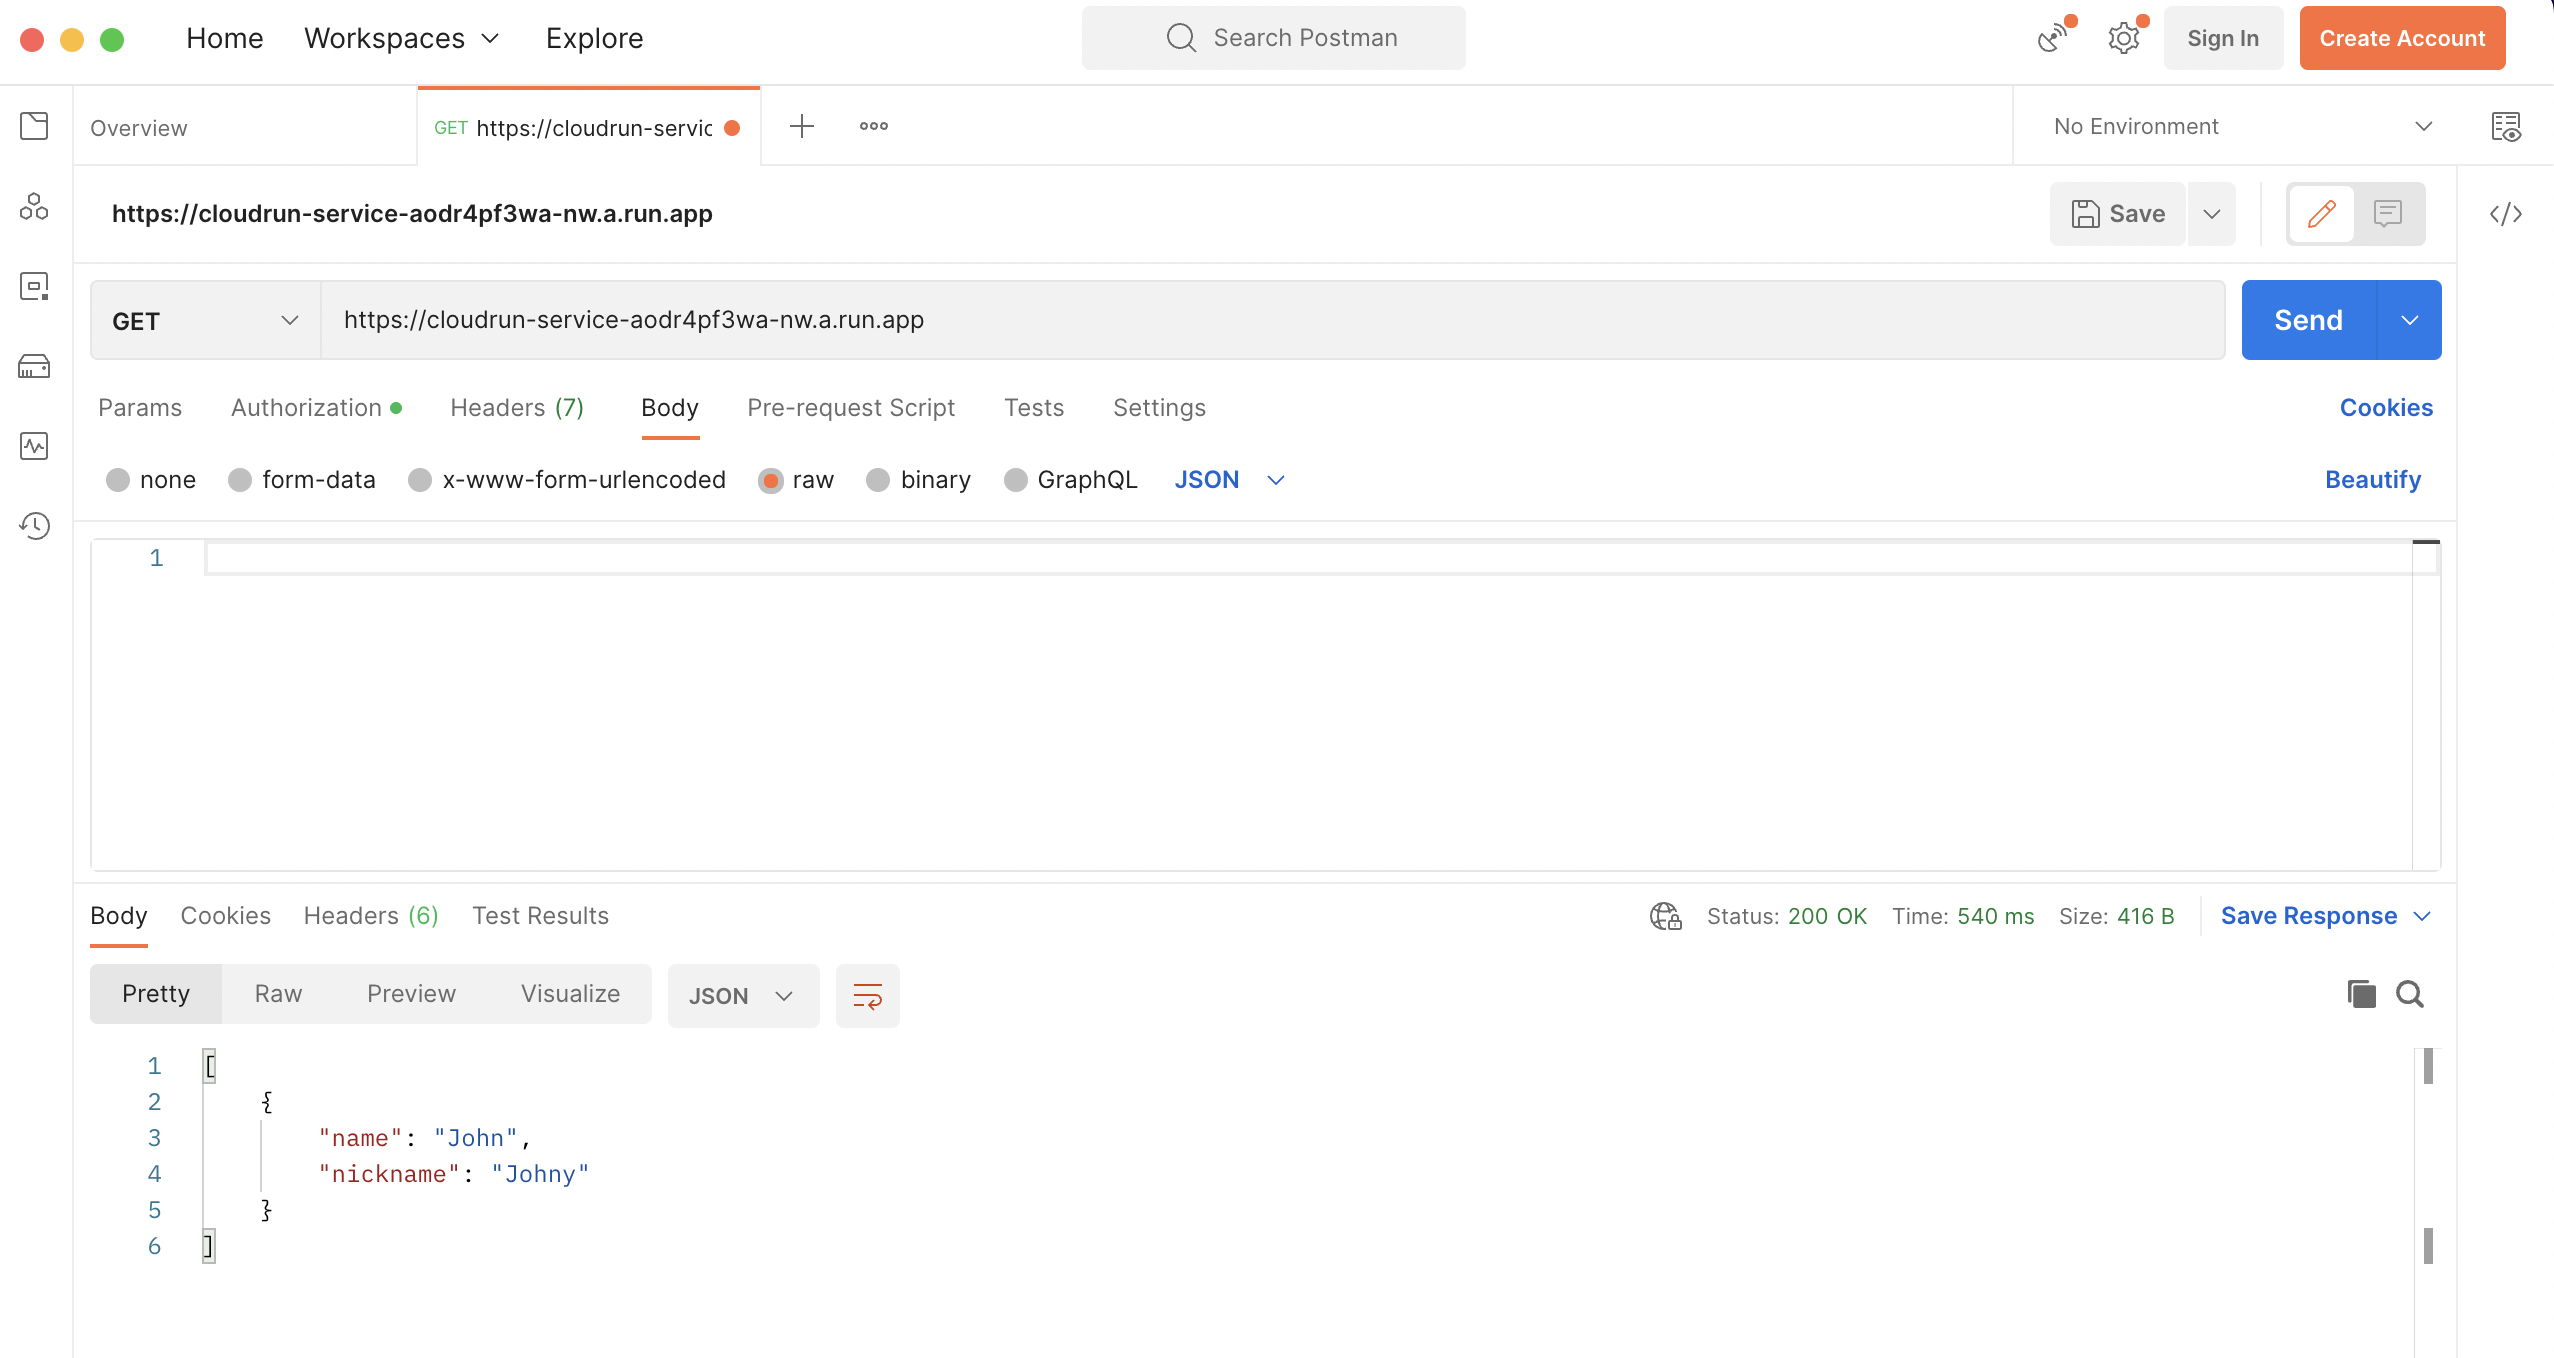 Home Workspaces Explore Search Postman Sign In Create Account
Overview GET https://cloudrun-servic No Environment
https://cloudrun-service-aodr4pf3wa-nw.a.run.app Save
GET https://cloudrun-service-aodr4pf3wa-nw.a.run.app Send
Params Authorization Headers (7) Body Pre-request Script Tests Settings Cookies
none form-data x-www-form-urlencoded raw binary GraphQL JSON Beautify
1
Body Cookies Headers (6) Test Results Status: 200 OK Time: 540 ms Size: 416 B Save Response
Pretty Raw Preview Visualize JSON
1 [
2 {
3 "name": "John",
4 "nickname": "Johny"
5 }
6 ]